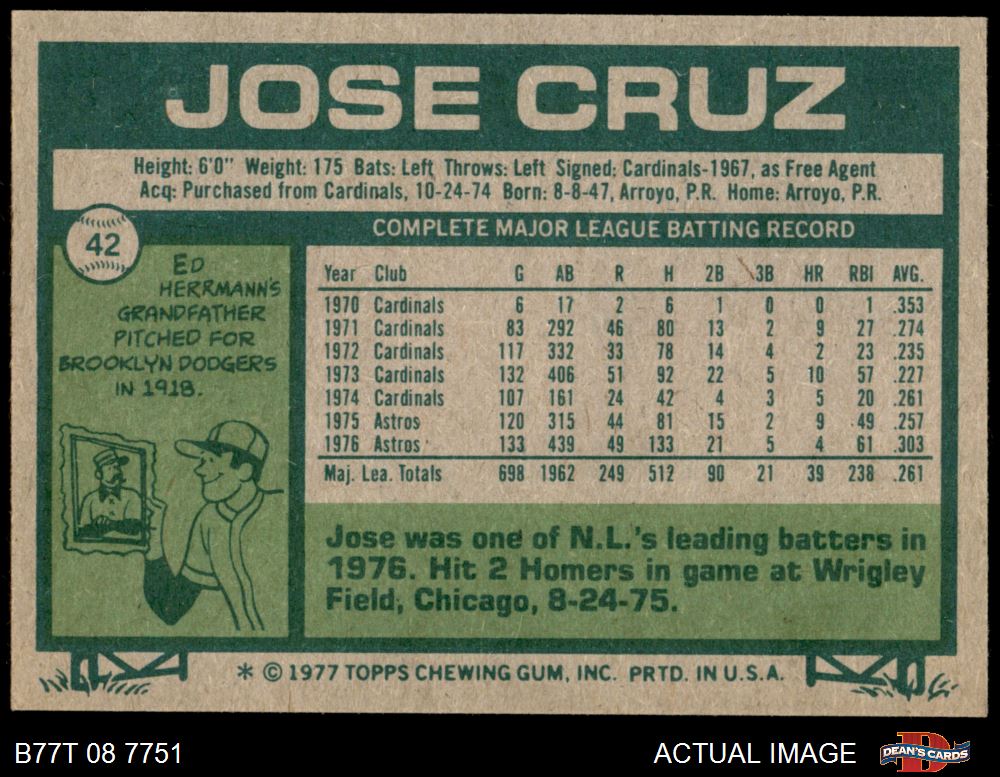 JOSE CRUZ
Height: 6'0" Weight: 175 Bats: Left Throws: Left Signed: Cardinals-1967, as Free Agent
Acq: Purchased from Cardinals, 10-24-74 Born: 8-8-47, Arroyo, P.R. Home: Arroyo, P.R.
42
ED
HERRMANN'S
GRANDFATHER
PITCHED FOR
BROOKLYN DODGERS
IN 1918.
COMPLETE MAJOR LEAGUE BATTING RECORD
Year Club G AB R H 2B 3B HR RBI AVG.
1970 Cardinals 6 17 2 6 1 0 0 1 .353
1971 Cardinals 83 292 46 80 13 2 9 27 .274
1972 Cardinals 117 332 33 78 14 4 2 23 .235
1973 Cardinals 132 406 51 92 22 5 10 57 .227
1974 Cardinals 107 161 24 42 4 3 5 20 .261
1975 Astros 120 315 44 81 15 2 9 49 .257
1976 Astros 133 439 49 133 21 5 4 61 .303
Maj. Lea. Totals 698 1962 249 512 90 21 39 238 .261
Jose was one of N.L.'s leading batters in
1976. Hit 2 Homers in game at Wrigley
Field, Chicago, 8-24-75.
* © 1977 TOPPS CHEWING GUM, INC. PRTD. IN U.S.A.
B77T 08 7751
ACTUAL IMAGE
D
DEAN'S CARDS